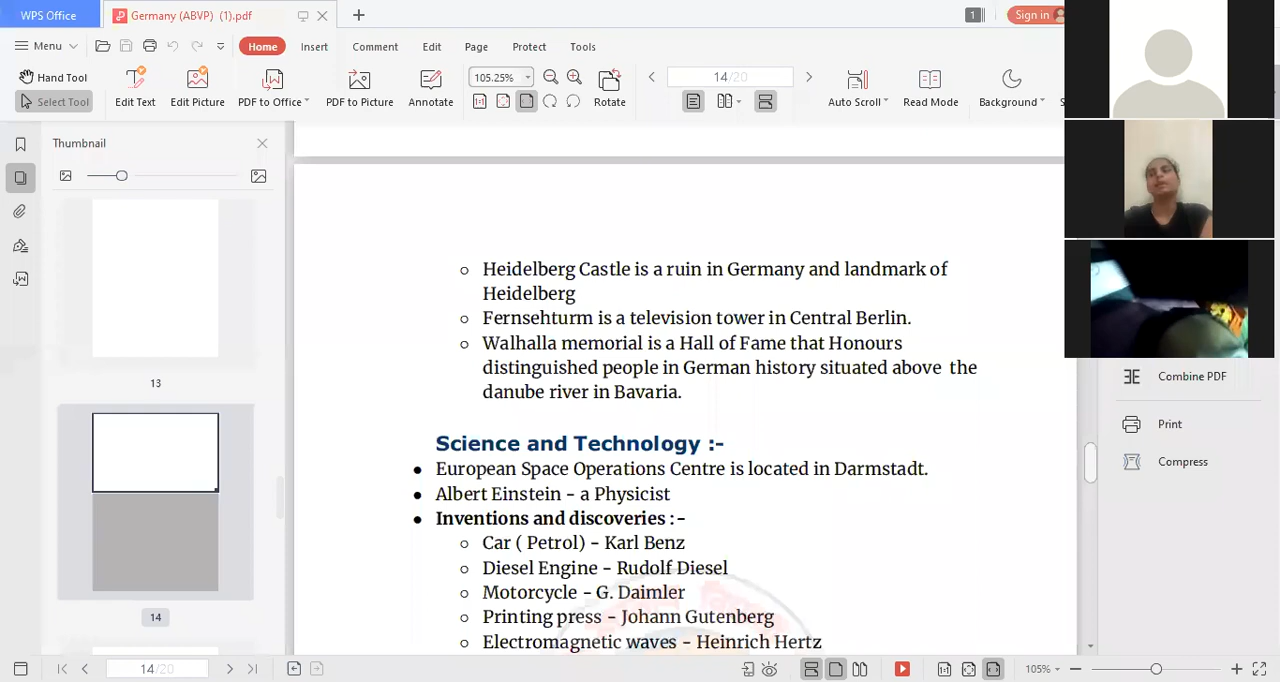 WPS Office
Germany (ABVP) (1).pdf
1
Sign in
Menu
Home
Insert
Comment
Edit
Page
Protect
Tools
Hand Tool
Select Tool
Edit Text
Edit Picture
PDF to Office
PDF to Picture
Annotate
105.25%
Rotate
14/20
Auto Scroll
Read Mode
Background
Thumbnail
13
14
Heidelberg Castle is a ruin in Germany and landmark of
Heidelberg
Fernsehturm is a television tower in Central Berlin.
Walhalla memorial is a Hall of Fame that Honours
distinguished people in German history situated above the
danube river in Bavaria.
Science and Technology :-
European Space Operations Centre is located in Darmstadt.
Albert Einstein - a Physicist
Inventions and discoveries :-
Car ( Petrol) - Karl Benz
Diesel Engine - Rudolf Diesel
Motorcycle - G. Daimler
Printing press - Johann Gutenberg
Electromagnetic waves - Heinrich Hertz
Combine PDF
Print
Compress
14/20
105%